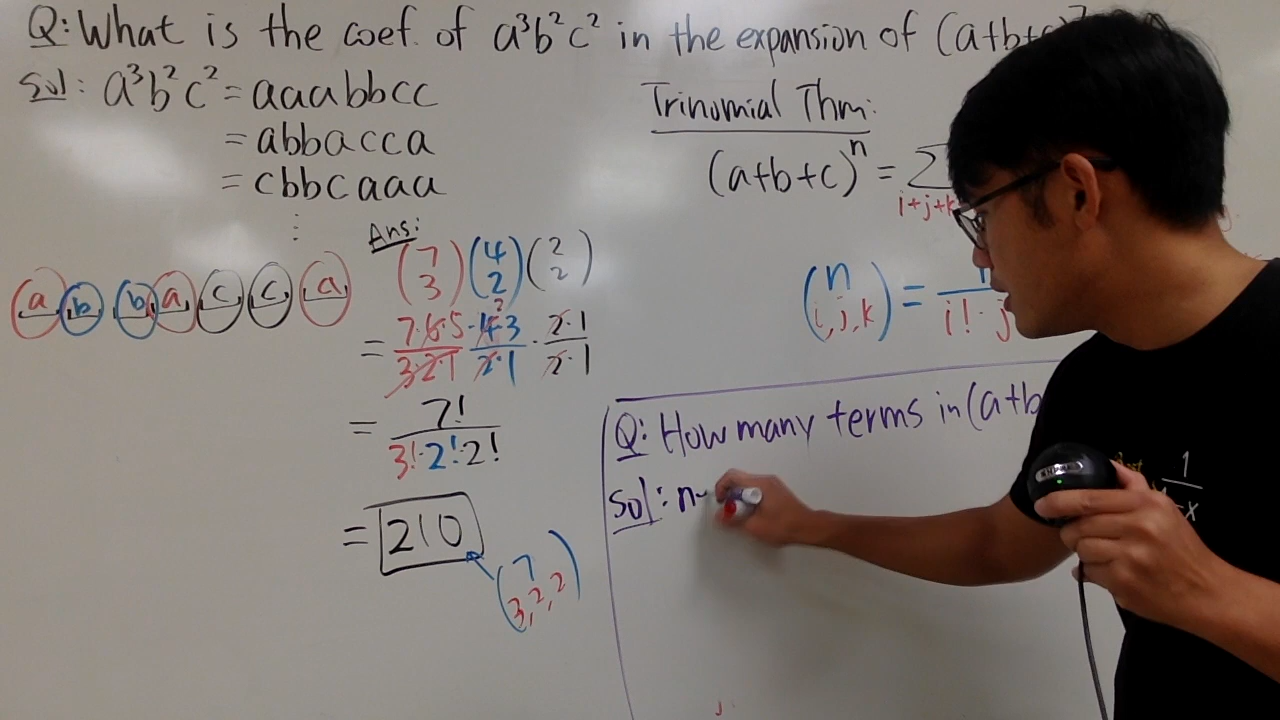 Q: What is the coef. of a³b²c² in the expansion of (a+b+c)⁷
Sol: a³b²c² = aaabbcc
= abbacca
= cbbcaaa
⋮
a b b a c c a
Ans:
(7 3)(4 2)(2 2)
= 7·6·5/3·2·1 · 4·3/2·1 · 2·1/2·1
= 7!/3!·2!·2!
= 210
(7 3,2,2)
Trinomial Thm:
(a+b+c)ⁿ = Σ
i+j+k
(n i,j,k) = n/i!·j
Q: How many terms in (a+b
Sol: n
1
-x